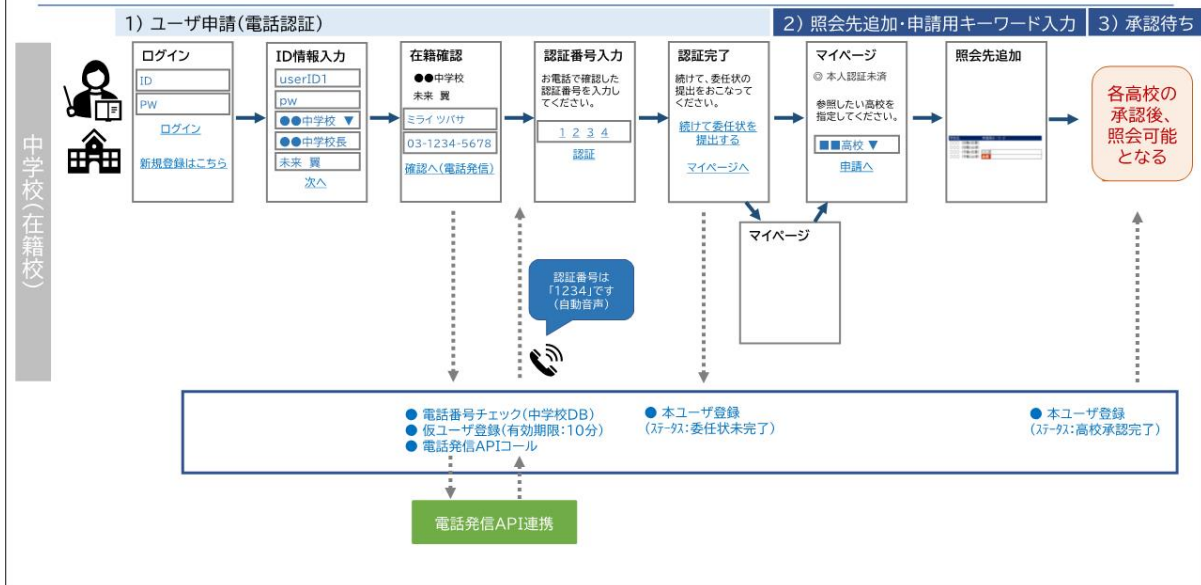 1) ユーザ申請(電話認証)
2) 照会先追加・申請用キーワード入力
3) 承認待ち
中学校(在籍校)
ログイン
ID
PW
ログイン
新規登録はこちら
ID情報入力
userID1
pw
●●中学校 ▼
●●中学校長
未来 翼
次へ
在籍確認
●●中学校
未来 翼
ミライ ツバサ
03-1234-5678
確認へ(電話発信)
認証番号入力
お電話で確認した
認証番号を入力し
てください。
1 2 3 4
認証
認証完了
続けて、委任状の
提出をおこなって
ください。
続けて委任状を
提出する
マイページへ
マイページ
◎ 本人認証未済
参照したい高校を
指定してください。
■■高校 ▼
申請へ
照会先追加
各高校の
承認後、
照会可能
となる
マイページ
認証番号は
「1234」です
(自動音声)
● 電話番号チェック(中学校DB)
● 仮ユーザ登録(有効期限:10分)
● 電話発信APIコール
● 本ユーザ登録
(ステータス:委任状未完了)
● 本ユーザ登録
(ステータス:高校承認完了)
電話発信API連携